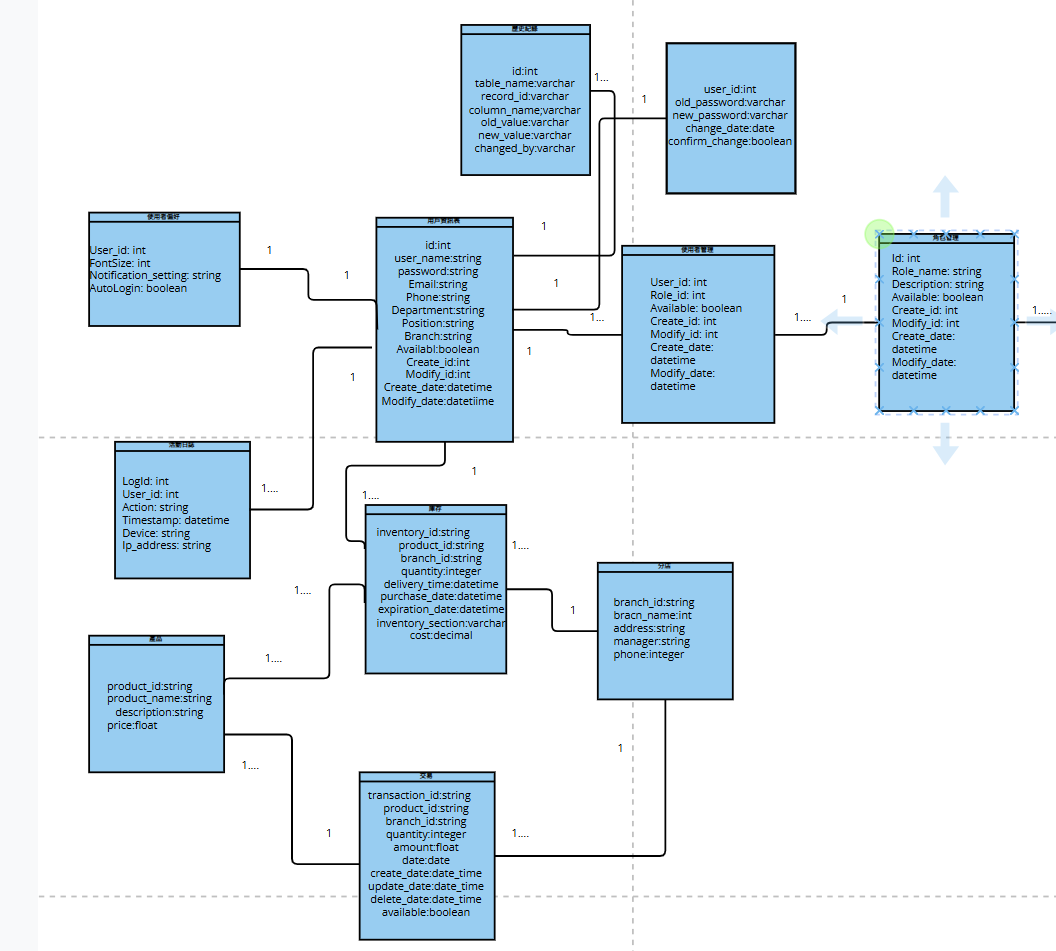 歷史紀錄
id:int
table_name:varchar
record_id:varchar
column_name;varchar
old_value:varchar
new_value:varchar
changed_by:varchar
1...
1
user_id:int
old_password:varchar
new_password:varchar
change_date:date
confirm_change:boolean
使用者偏好
User_id: int
FontSize: int
Notification_setting: string
AutoLogin: boolean
1
1
用戶資訊表
id:int
user_name:string
password:string
Email:string
Phone:string
Department:string
Position:string
Branch:string
Availabl:boolean
Create_id:int
Modify_id:int
Create_date:datetime
Modify_date:datetiime
1
1
1...
1
使用者管理
User_id: int
Role_id: int
Available: boolean
Create_id: int
Modify_id: int
Create_date:
datetime
Modify_date:
datetime
1....
1
角色管理
Id: int
Role_name: string
Description: string
Available: boolean
Create_id: int
Modify_id: int
Create_date:
datetime
Modify_date:
datetime
1.....
1
活動日誌
LogId: int
User_id: int
Action: string
Timestamp: datetime
Device: string
Ip_address: string
1....
1
1....
庫存
inventory_id:string
product_id:string
branch_id:string
quantity:integer
delivery_time:datetime
purchase_date:datetime
expiration_date:datetime
inventory_section:varchar
cost:decimal
1....
1
分店
branch_id:string
bracn_name:int
address:string
manager:string
phone:integer
1....
1....
產品
product_id:string
product_name:string
description:string
price:float
1....
1
1
交易
transaction_id:string
product_id:string
branch_id:string
quantity:integer
amount:float
date:date
create_date:date_time
update_date:date_time
delete_date:date_time
available:boolean
1....